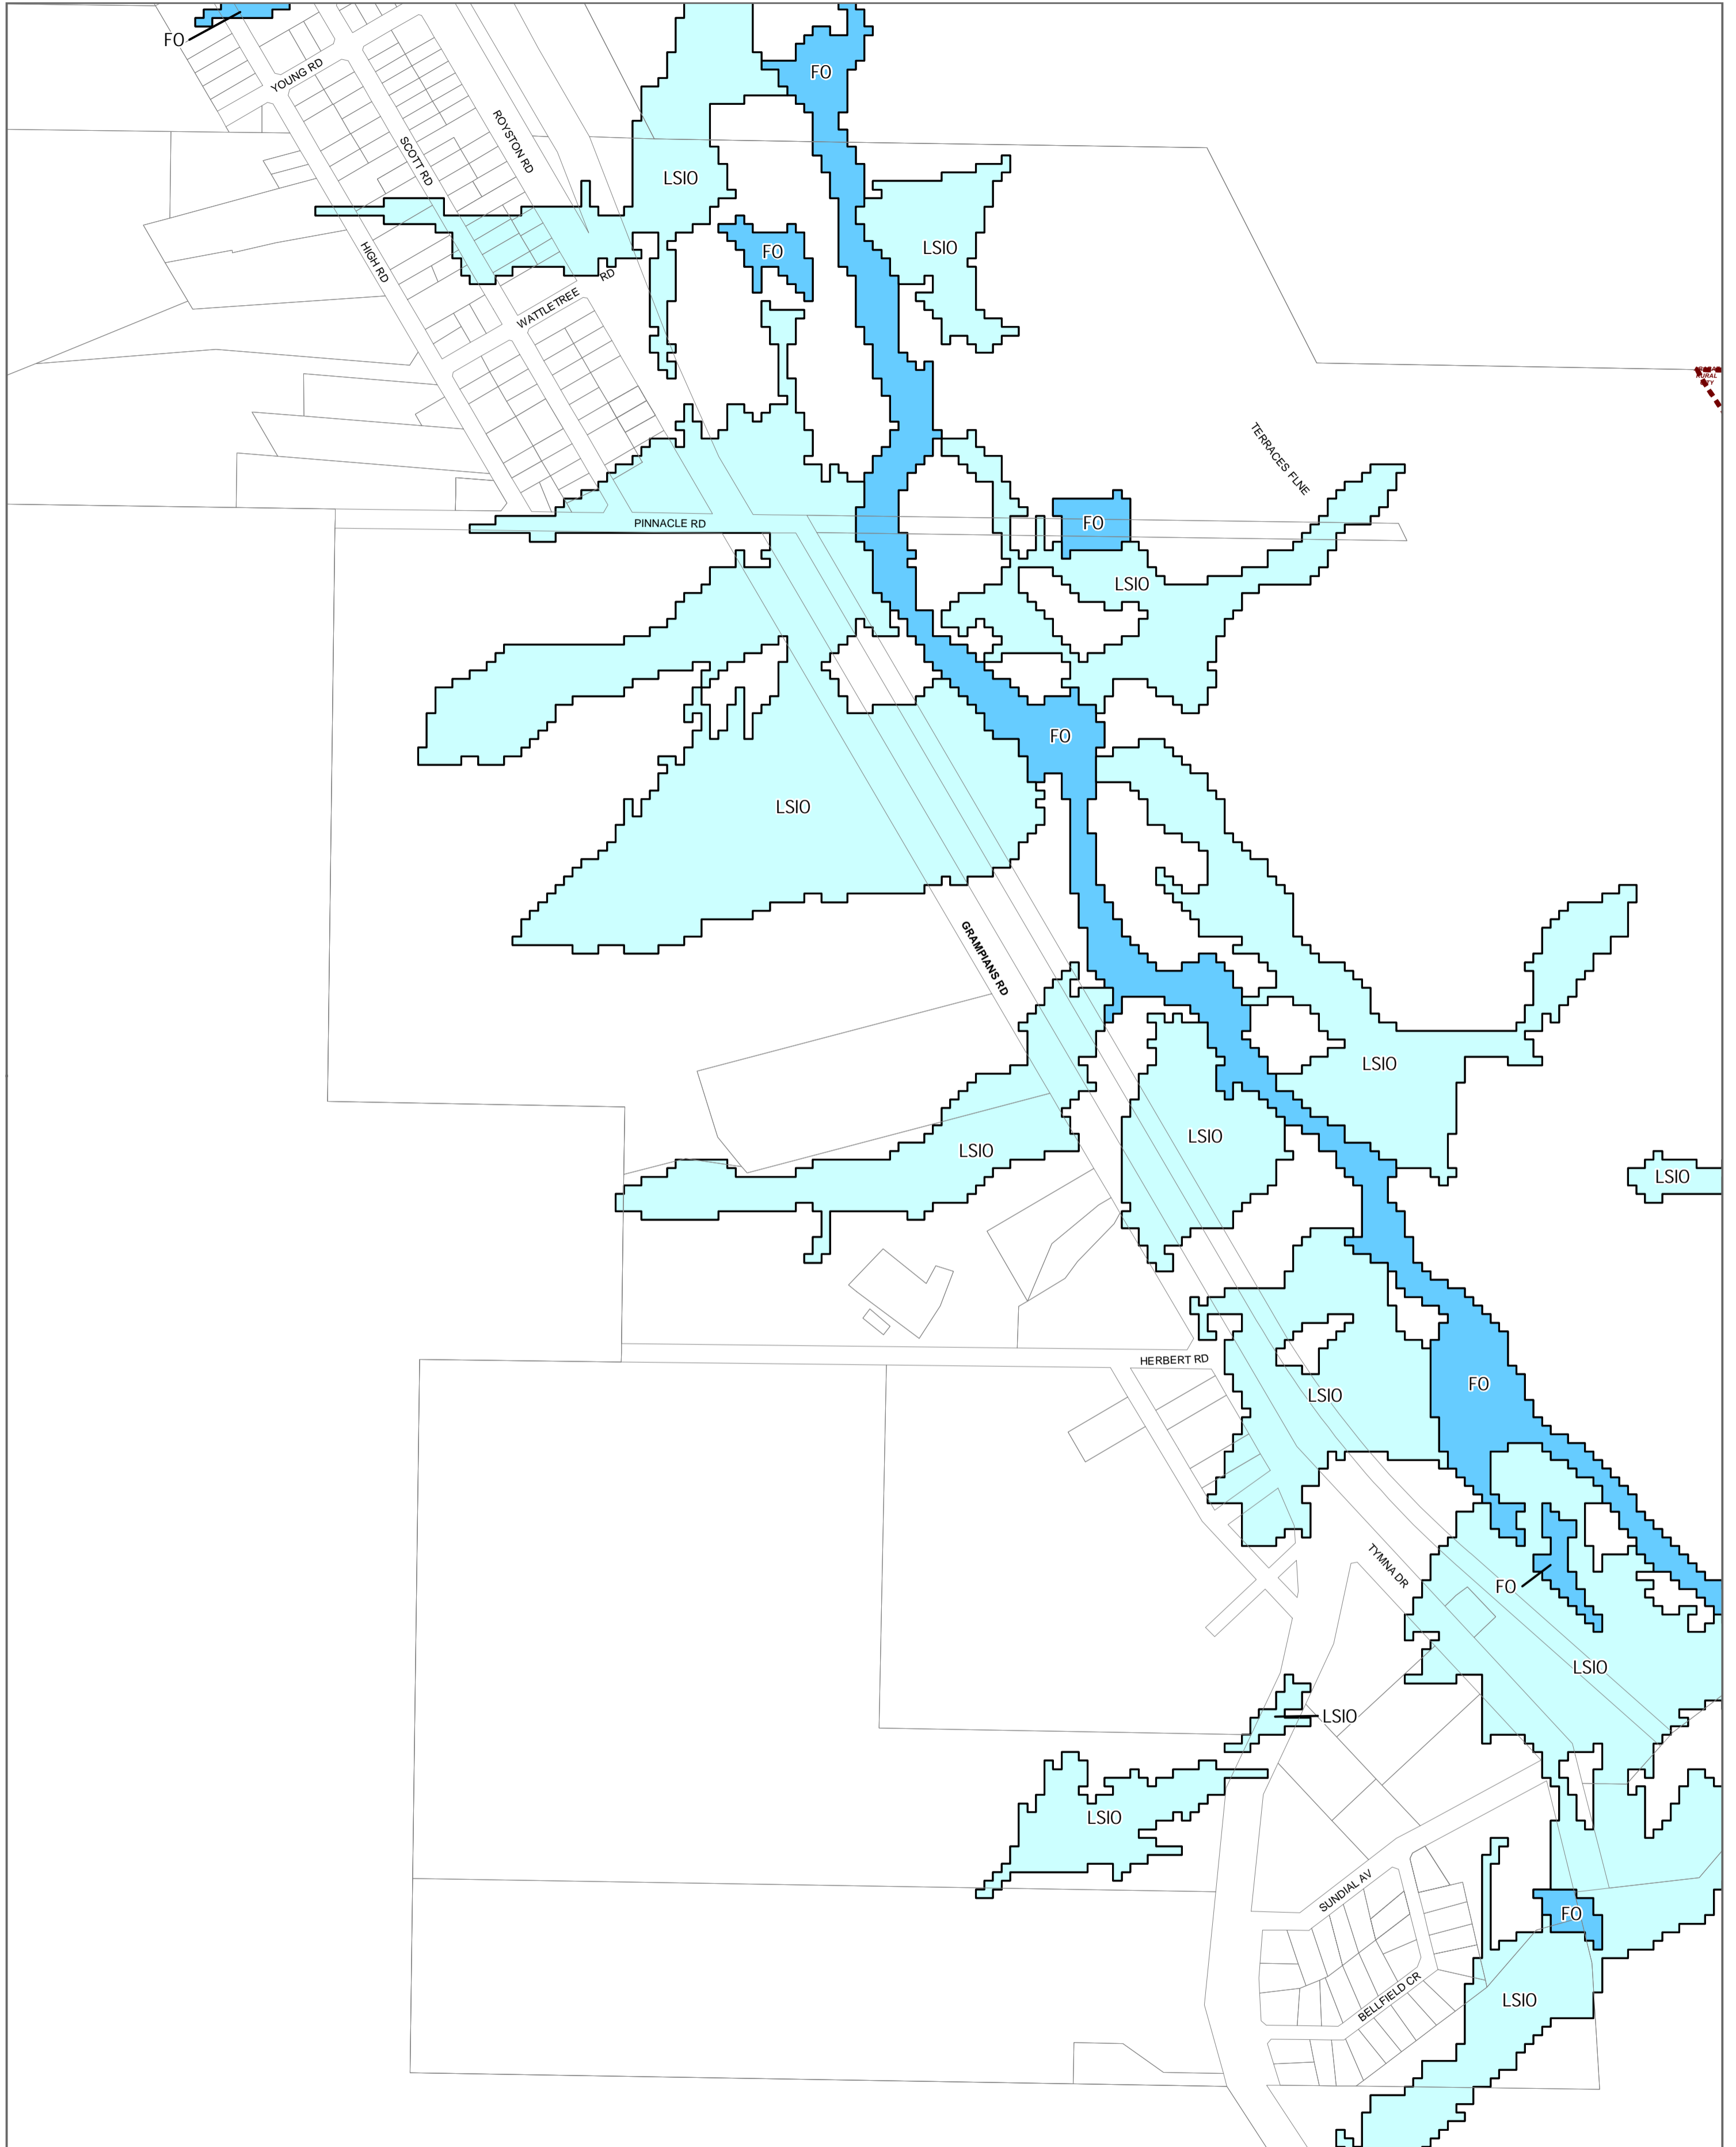 FO
YOUNG RD
FO
ROYSTON RD
SCOTT RD
LSIO
LSIO
FO
HIGH RD
WATTLETREE RD
RURAL
TERRACES FLNE
PINNACLE RD
FO
LSIO
FO
LSIO
GRAMPIANS RD
LSIO
LSIO
LSIO
LSIO
HERBERT RD
FO
LSIO
TYMNA DR
FO
LSIO
LSIO
LSIO
SUNDIAL AV
FO
BELLFIELD CR
LSIO